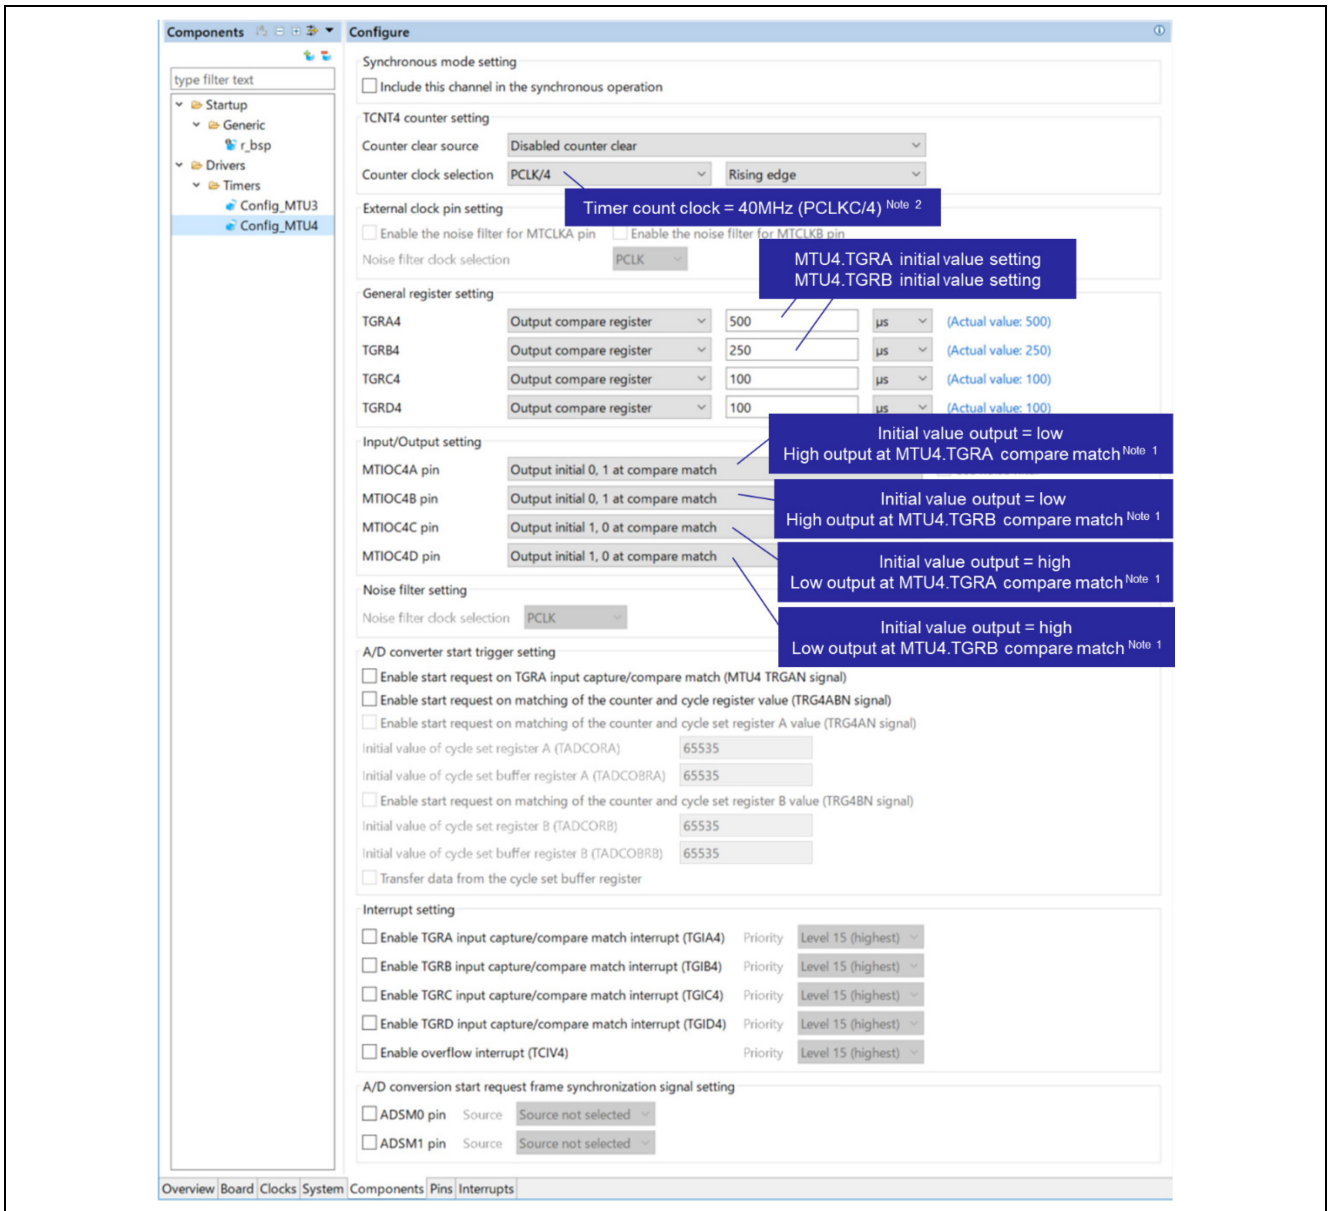 Components
Configure
type filter text
Startup
Generic
r_bsp
Drivers
Timers
Config_MTU3
Config_MTU4
Synchronous mode setting
Include this channel in the synchronous operation
TCNT4 counter setting
Counter clear source Disabled counter clear
Counter clock selection PCLK/4 Rising edge
Timer count clock = 40MHz (PCLKC/4) Note 2
External clock pin setting
Enable the noise filter for MTCLKA pin Enable the noise filter for MTCLKB pin
Noise filter clock selection PCLK
MTU4.TGRA initial value setting
MTU4.TGRB initial value setting
General register setting
TGRA4 Output compare register 500 µs (Actual value: 500)
TGRB4 Output compare register 250 µs (Actual value: 250)
TGRC4 Output compare register 100 µs (Actual value: 100)
TGRD4 Output compare register 100 µs (Actual value: 100)
Input/Output setting
Initial value output = low
High output at MTU4.TGRA compare match Note 1
MTIOC4A pin Output initial 0, 1 at compare match
MTIOC4B pin Output initial 0, 1 at compare match
Initial value output = low
High output at MTU4.TGRB compare match Note 1
MTIOC4C pin Output initial 1, 0 at compare match
MTIOC4D pin Output initial 1, 0 at compare match
Initial value output = high
Low output at MTU4.TGRA compare match Note 1
Noise filter setting
Noise filter clock selection PCLK
Initial value output = high
Low output at MTU4.TGRB compare match Note 1
A/D converter start trigger setting
Enable start request on TGRA input capture/compare match (MTU4 TRGAN signal)
Enable start request on matching of the counter and cycle register value (TRG4ABN signal)
Enable start request on matching of the counter and cycle set register A value (TRG4AN signal)
Initial value of cycle set register A (TADCORA) 65535
Initial value of cycle set buffer register A (TADCOBRA) 65535
Enable start request on matching of the counter and cycle set register B value (TRG4BN signal)
Initial value of cycle set register B (TADCORB) 65535
Initial value of cycle set buffer register B (TADCOBRB) 65535
Transfer data from the cycle set buffer register
Interrupt setting
Enable TGRA input capture/compare match interrupt (TGIA4) Priority Level 15 (highest)
Enable TGRB input capture/compare match interrupt (TGIB4) Priority Level 15 (highest)
Enable TGRC input capture/compare match interrupt (TGIC4) Priority Level 15 (highest)
Enable TGRD input capture/compare match interrupt (TGID4) Priority Level 15 (highest)
Enable overflow interrupt (TCIV4) Priority Level 15 (highest)
A/D conversion start request frame synchronization signal setting
ADSM0 pin Source Source not selected
ADSM1 pin Source Source not selected
Overview Board Clocks System Components Pins Interrupts